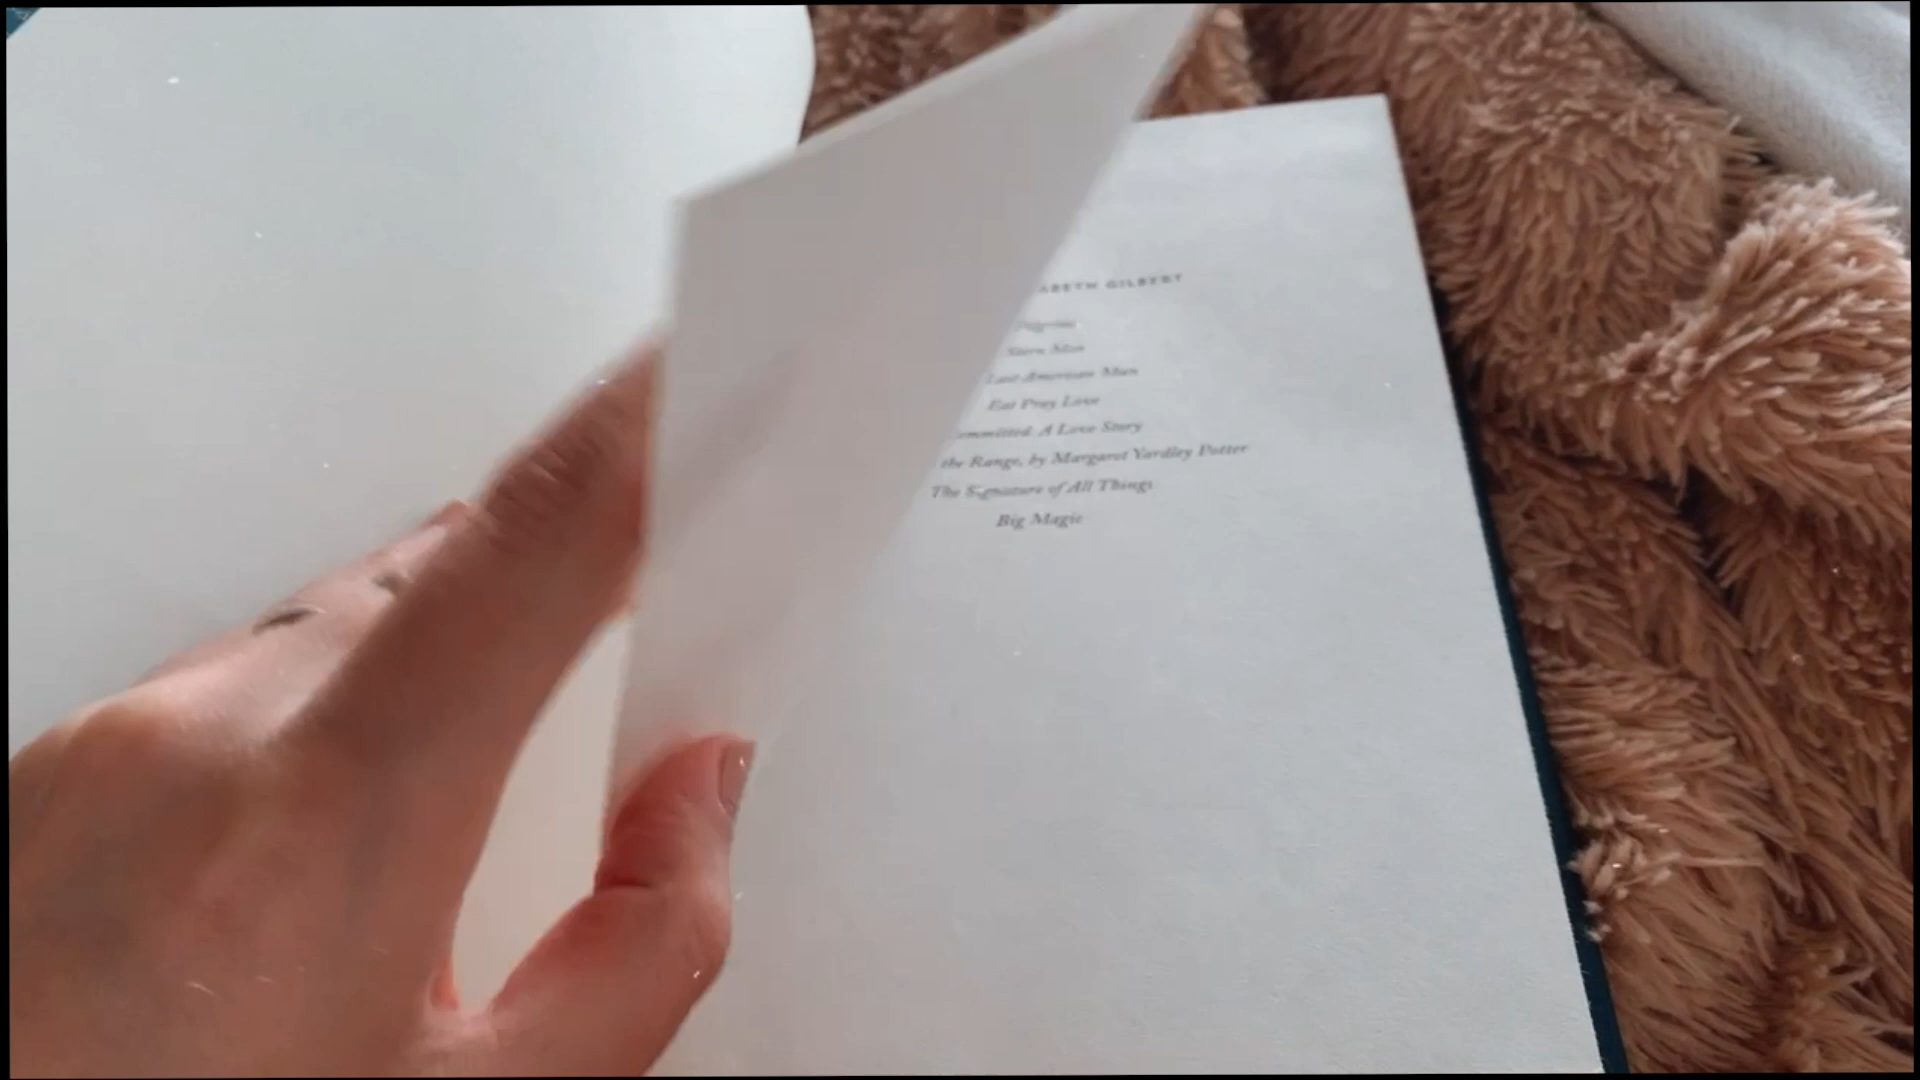 ABETH GILBERT
Pilgrims
Stern Men
Last American Man
Eat Pray Love
ommitted: A Love Story
the Range, by Margaret Yardley Potter
The Signature of All Things
Big Magic